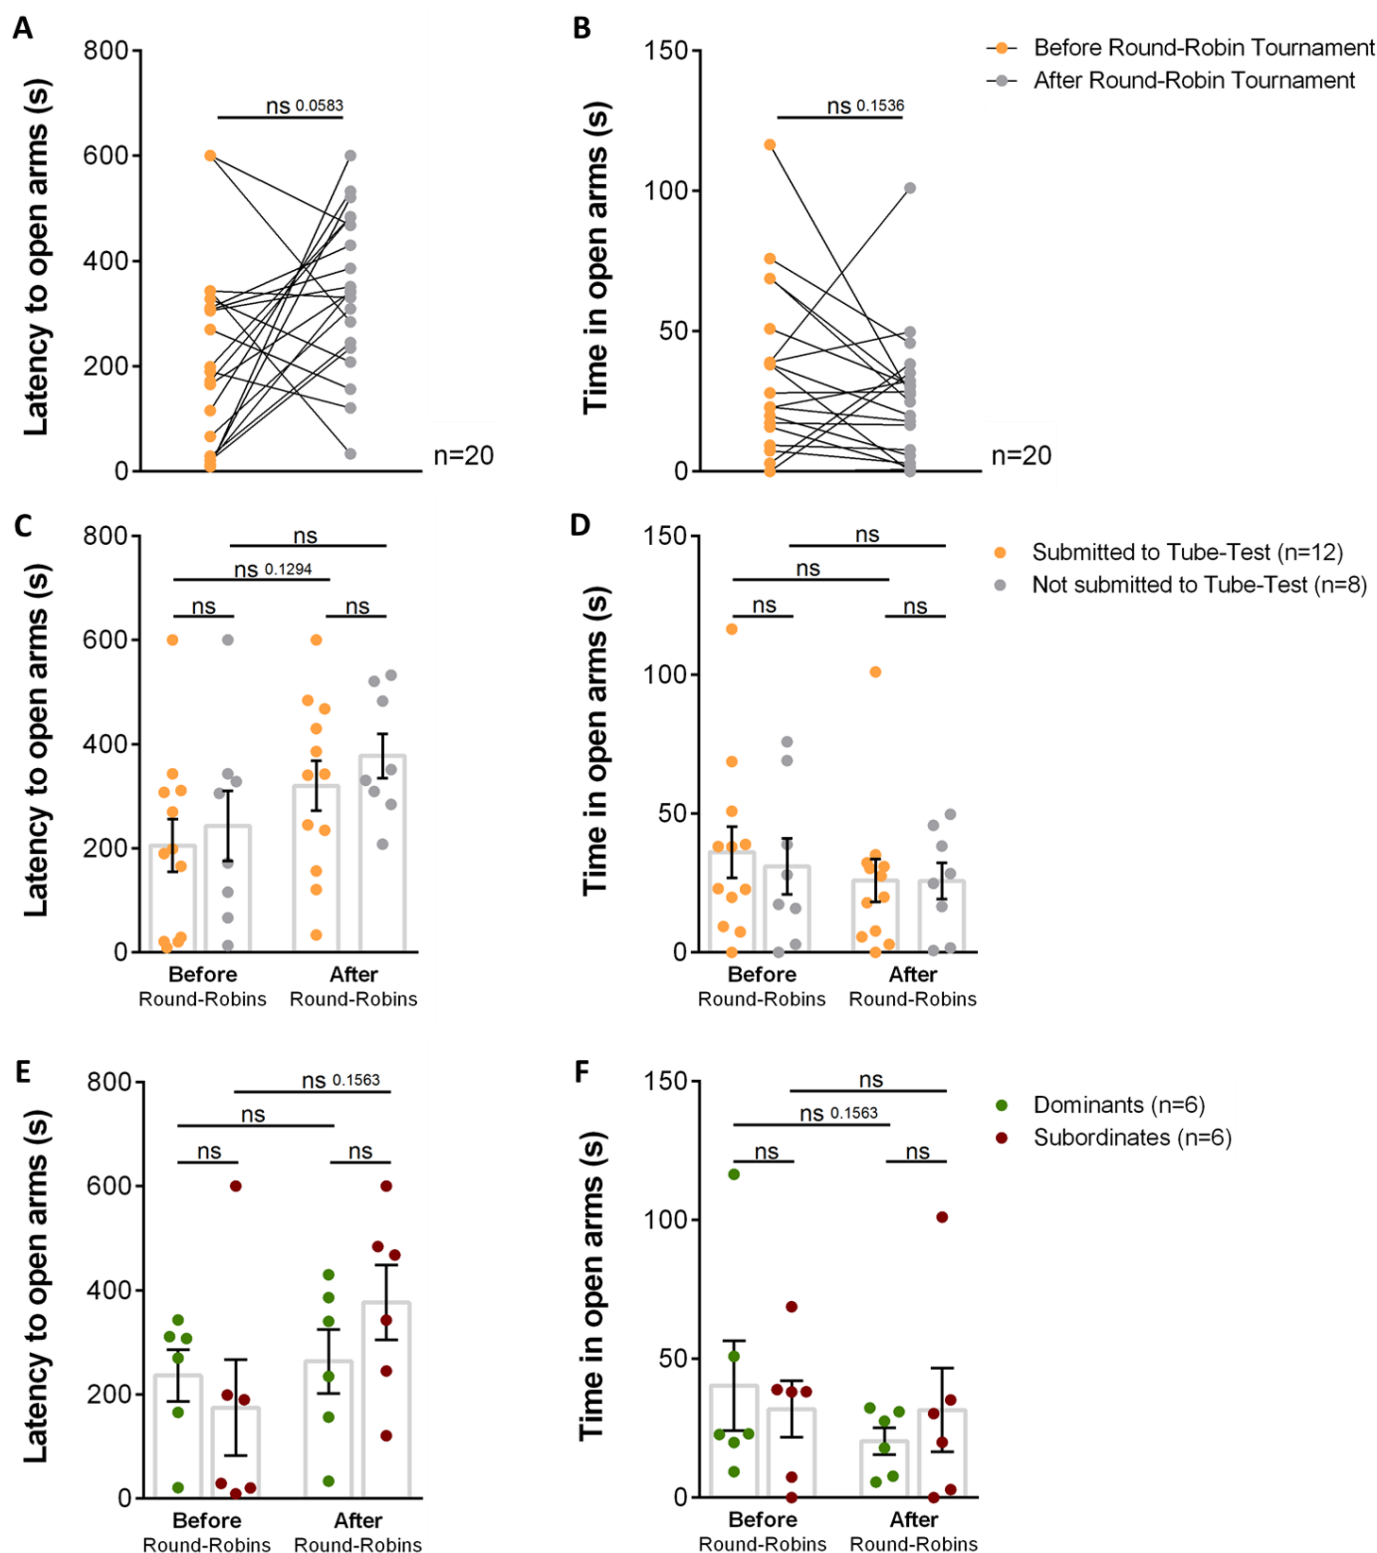 A
Latency to open arms (s)
800
600
400
200
0
ns 0.0583
n=20
B
Time in open arms (s)
150
100
50
0
ns 0.1536
n=20
Before Round-Robin Tournament
After Round-Robin Tournament
C
Latency to open arms (s)
800
600
400
200
0
ns
ns 0.1294
ns
ns
Before
Round-Robins
After
Round-Robins
D
Time in open arms (s)
150
100
50
0
ns
ns
ns
ns
Before
Round-Robins
After
Round-Robins
Submitted to Tube-Test (n=12)
Not submitted to Tube-Test (n=8)
E
Latency to open arms (s)
800
600
400
200
0
ns 0.1563
ns
ns
ns
Before
Round-Robins
After
Round-Robins
F
Time in open arms (s)
150
100
50
0
ns
ns 0.1563
ns
ns
Before
Round-Robins
After
Round-Robins
Dominants (n=6)
Subordinates (n=6)